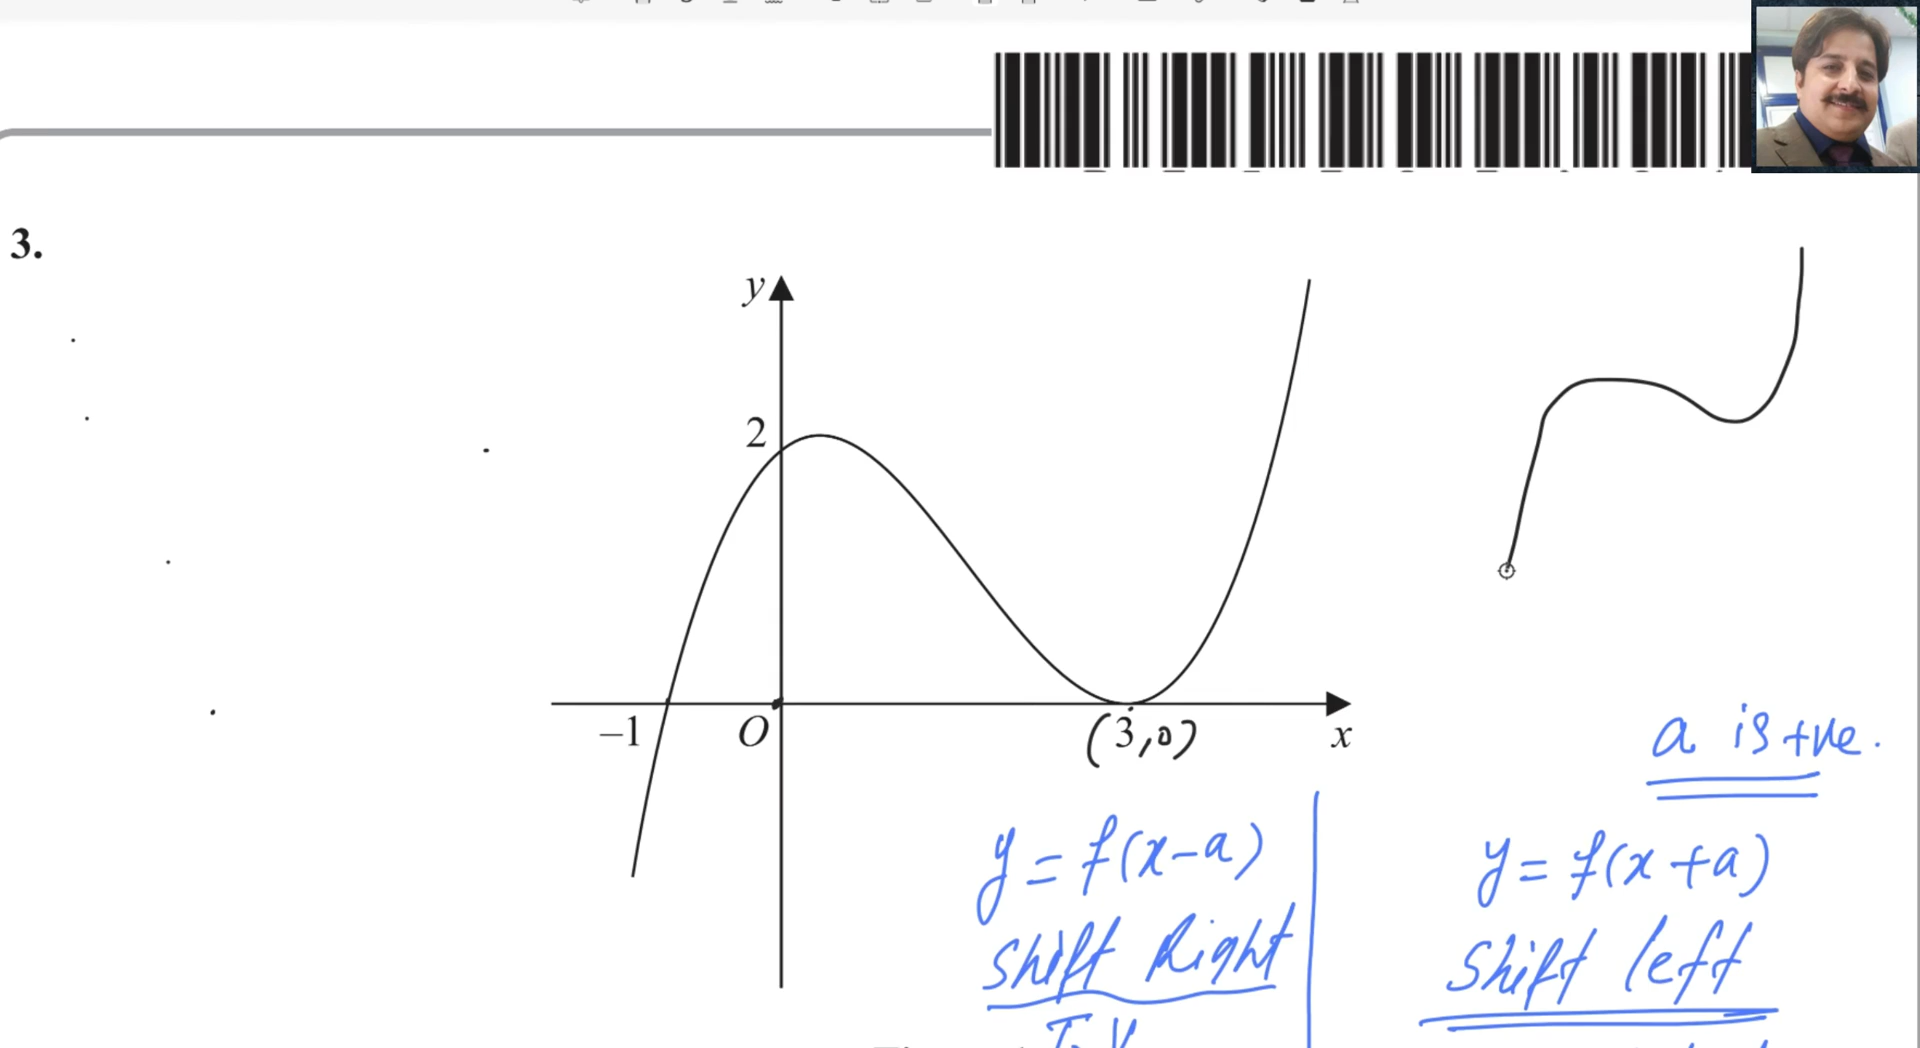 3.
y
2
–1
O
(3,0)
x
a is +ve.
y = f(x-a)
y = f(x+a)
Shift Right
Shift left